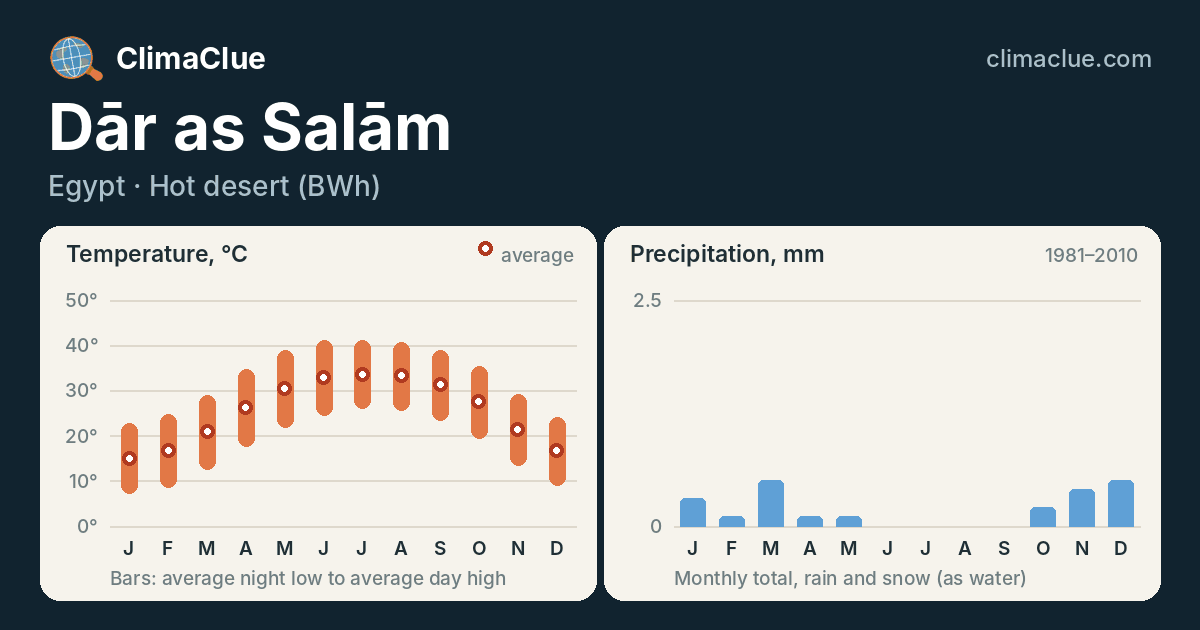 ClimaClue
climaclue.com
Dār as Salām
Egypt · Hot desert (BWh)
Temperature, °C
average
50°
40°
30°
20°
10°
0°
J F M A M J J A S O N D
Bars: average night low to average day high
Precipitation, mm
1981–2010
2.5
0
J F M A M J J A S O N D
Monthly total, rain and snow (as water)